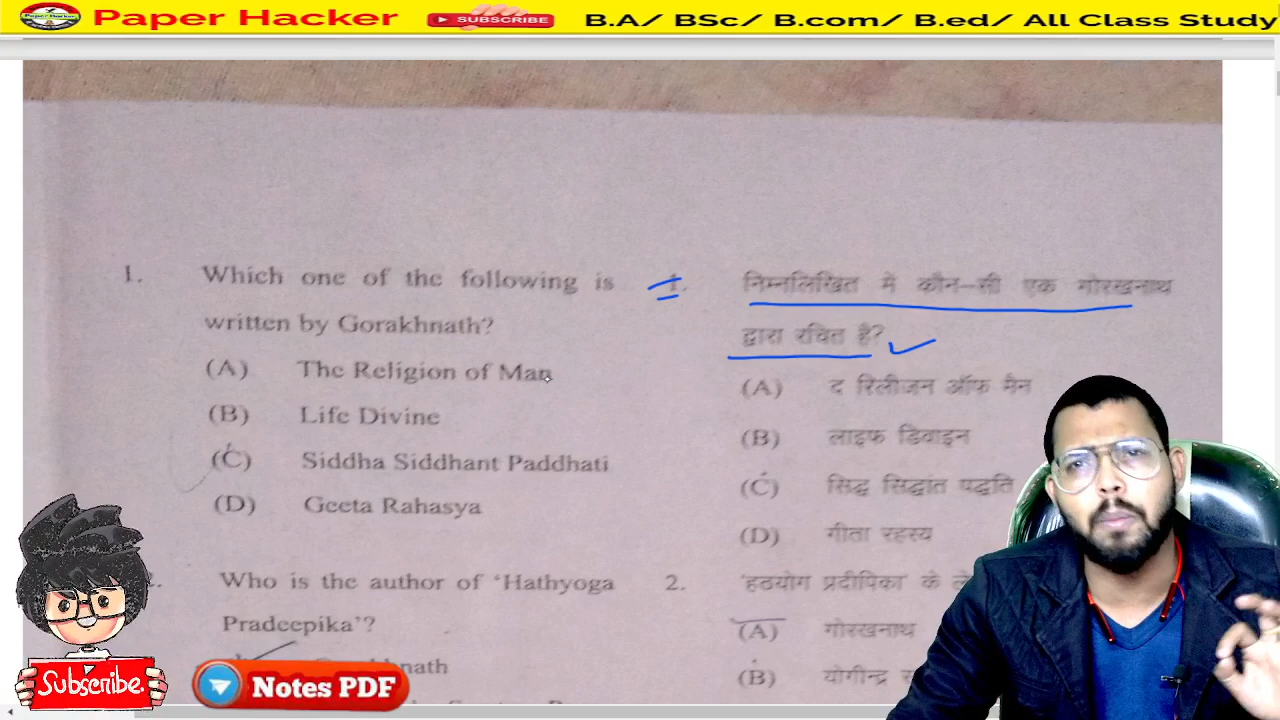 Paper Hacker SUBSCRIBE B.A/ BSc/ B.com/ B.ed/ All Class Study
1. Which one of the following is
written by Gorakhnath?
(A) The Religion of Man
(B) Life Divine
(C) Siddha Siddhant Paddhati
(D) Geeta Rahasya
Who is the author of 'Hathyoga
Pradeepika'?
1. निम्नलिखित में कौन-सी एक गोरखनाथ
द्वारा रचित है?
(A) द रिलीजन ऑफ मैन
(B) लाइफ डिवाइन
(C) सिद्ध सिद्धांत पद्धति
(D) गीता रहस्य
2. 'हठयोग प्रदीपिका' के
(A) गोरखनाथ
(B) योगीन्द्र
Subscribe.
Notes PDF